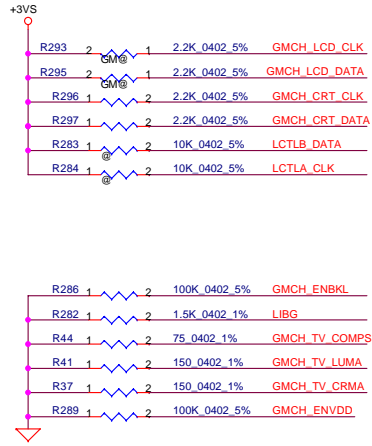 +3VS
R293 2 GM@ 1 2.2K_0402_5% GMCH_LCD_CLK
R295 2 GM@ 1 2.2K_0402_5% GMCH_LCD_DATA
R296 1 2 2.2K_0402_5% GMCH_CRT_CLK
R297 1 2 2.2K_0402_5% GMCH_CRT_DATA
R283 1 @ 2 10K_0402_5% LCTLB_DATA
R284 1 @ 2 10K_0402_5% LCTLA_CLK
R286 1 2 100K_0402_5% GMCH_ENBKL
R282 1 2 1.5K_0402_1% LIBG
R44 1 2 75_0402_1% GMCH_TV_COMPS
R41 1 2 150_0402_1% GMCH_TV_LUMA
R37 1 2 150_0402_1% GMCH_TV_CRMA
R289 1 2 100K_0402_5% GMCH_ENVDD